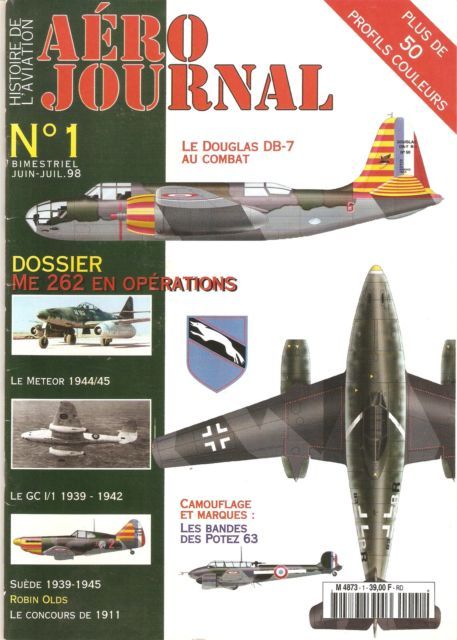 HISTOIRE DE
L'AVIATION
AÉRO
JOURNAL
PLUS DE
50
PROFILS COULEURS
N°1
BIMESTRIEL
JUIN-JUIL.98
LE DOUGLAS DB-7
AU COMBAT
DOSSIER
ME 262 EN OPÉRATIONS
LE METEOR 1944/45
LE GC I/1 1939 - 1942
CAMOUFLAGE
ET MARQUES :
LES BANDES
DES POTEZ 63
SUÈDE 1939-1945
ROBIN OLDS
LE CONCOURS DE 1911
M 4873 - 1 - 39,00 F - RD